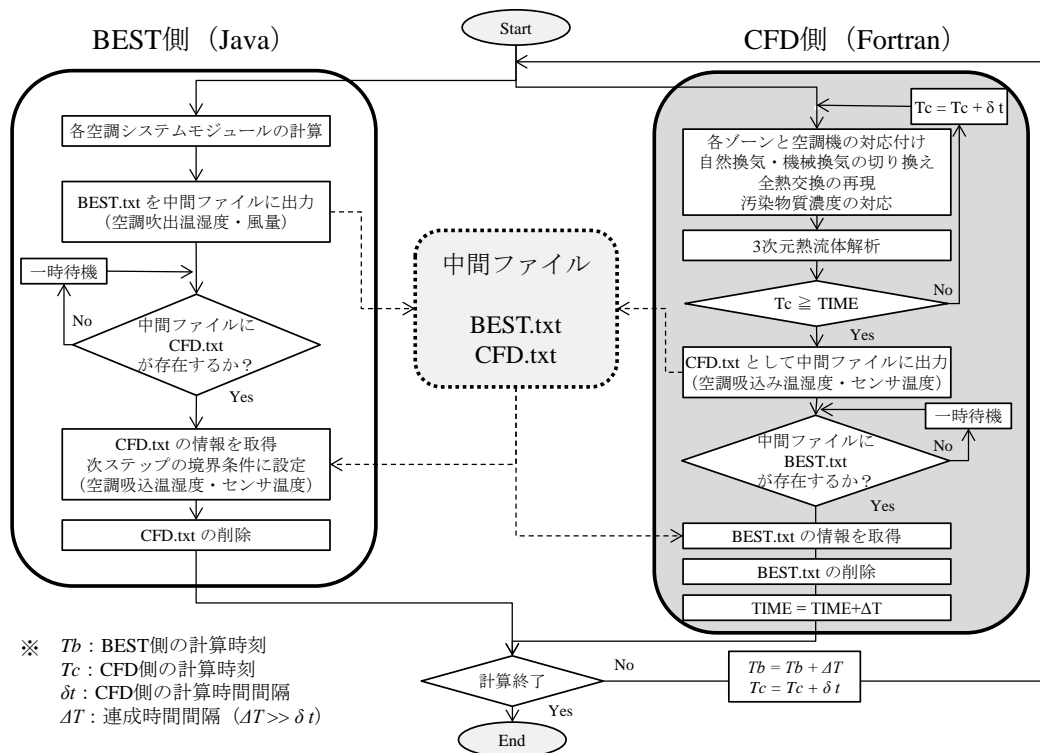 Start
BEST側（Java）
CFD側（Fortran）
各空調システムモジュールの計算
BEST.txt を中間ファイルに出力
（空調吹出温湿度・風量）
一時待機
No
中間ファイルに
CFD.txt
が存在するか？
Yes
CFD.txt の情報を取得
次ステップの境界条件に設定
（空調吸込温湿度・センサ温度）
CFD.txt の削除
中間ファイル
BEST.txt
CFD.txt
Tc = Tc + δ t
各ゾーンと空調機の対応付け
自然換気・機械換気の切り換え
全熱交換の再現
汚染物質濃度の対応
3次元熱流体解析
No
Tc ≧ TIME
Yes
CFD.txt として中間ファイルに出力
（空調吸込み温湿度・センサ温度）
一時待機
中間ファイルに
No
BEST.txt
が存在するか？
Yes
BEST.txt の情報を取得
BEST.txt の削除
TIME = TIME+ΔT
※ Tb：BEST側の計算時刻
Tc：CFD側の計算時刻
δt：CFD側の計算時間間隔
ΔT：連成時間間隔（ΔT >> δ t）
計算終了
No
Tb = Tb + ΔT
Tc = Tc + δ t
Yes
End